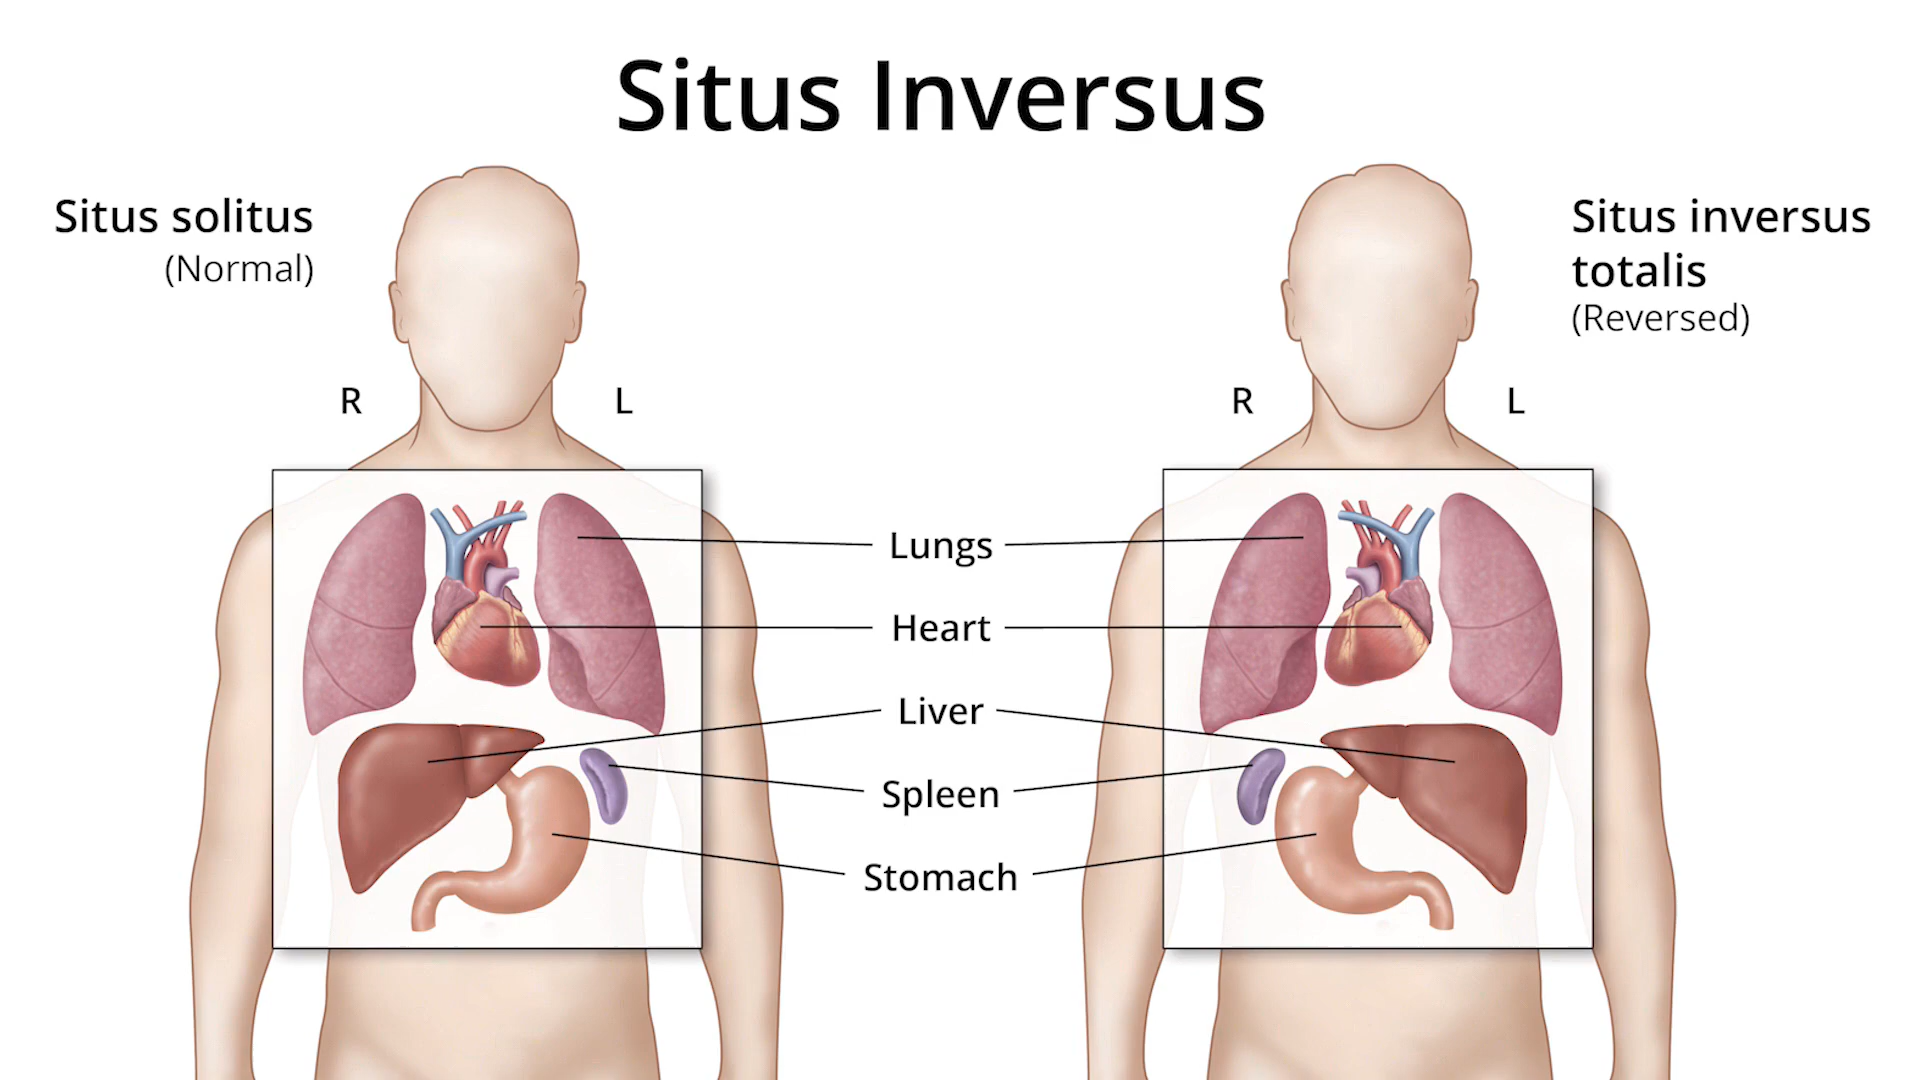 Situs Inversus
Situs solitus
(Normal)
Situs inversus
totalis
(Reversed)
R
L
R
L
Lungs
Heart
Liver
Spleen
Stomach